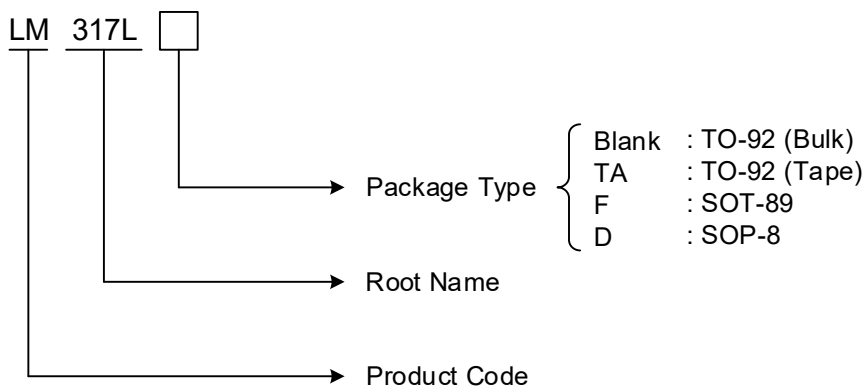 LM 317L
Package Type
Blank : TO-92 (Bulk)
TA : TO-92 (Tape)
F : SOT-89
D : SOP-8
Root Name
Product Code